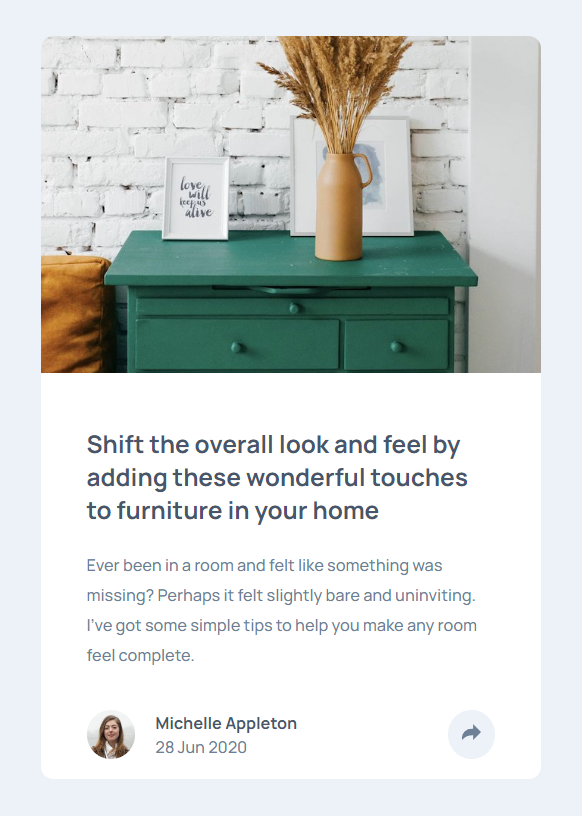 love
will
keep us
alive
Shift the overall look and feel by
adding these wonderful touches
to furniture in your home
Ever been in a room and felt like something was
missing? Perhaps it felt slightly bare and uninviting.
I've got some simple tips to help you make any room
feel complete.
Michelle Appleton
28 Jun 2020